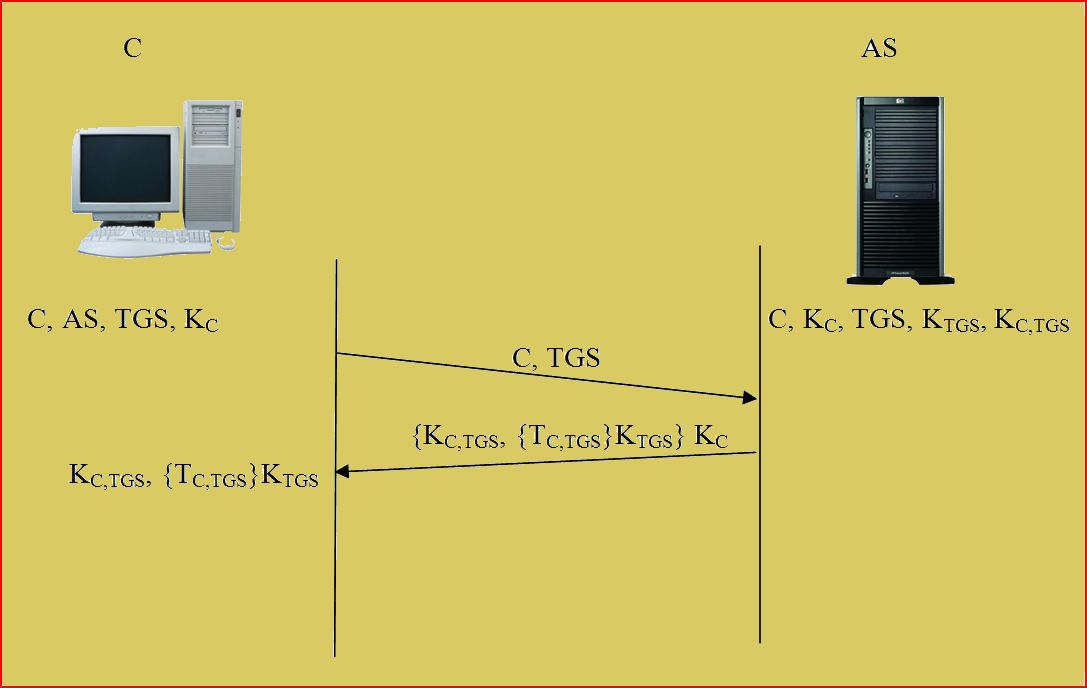 C
AS
C, AS, TGS, K_C
C, K_C, TGS, K_TGS, K_C,TGS
C, TGS
{K_C,TGS, {T_C,TGS}K_TGS} K_C
K_C,TGS, {T_C,TGS}K_TGS